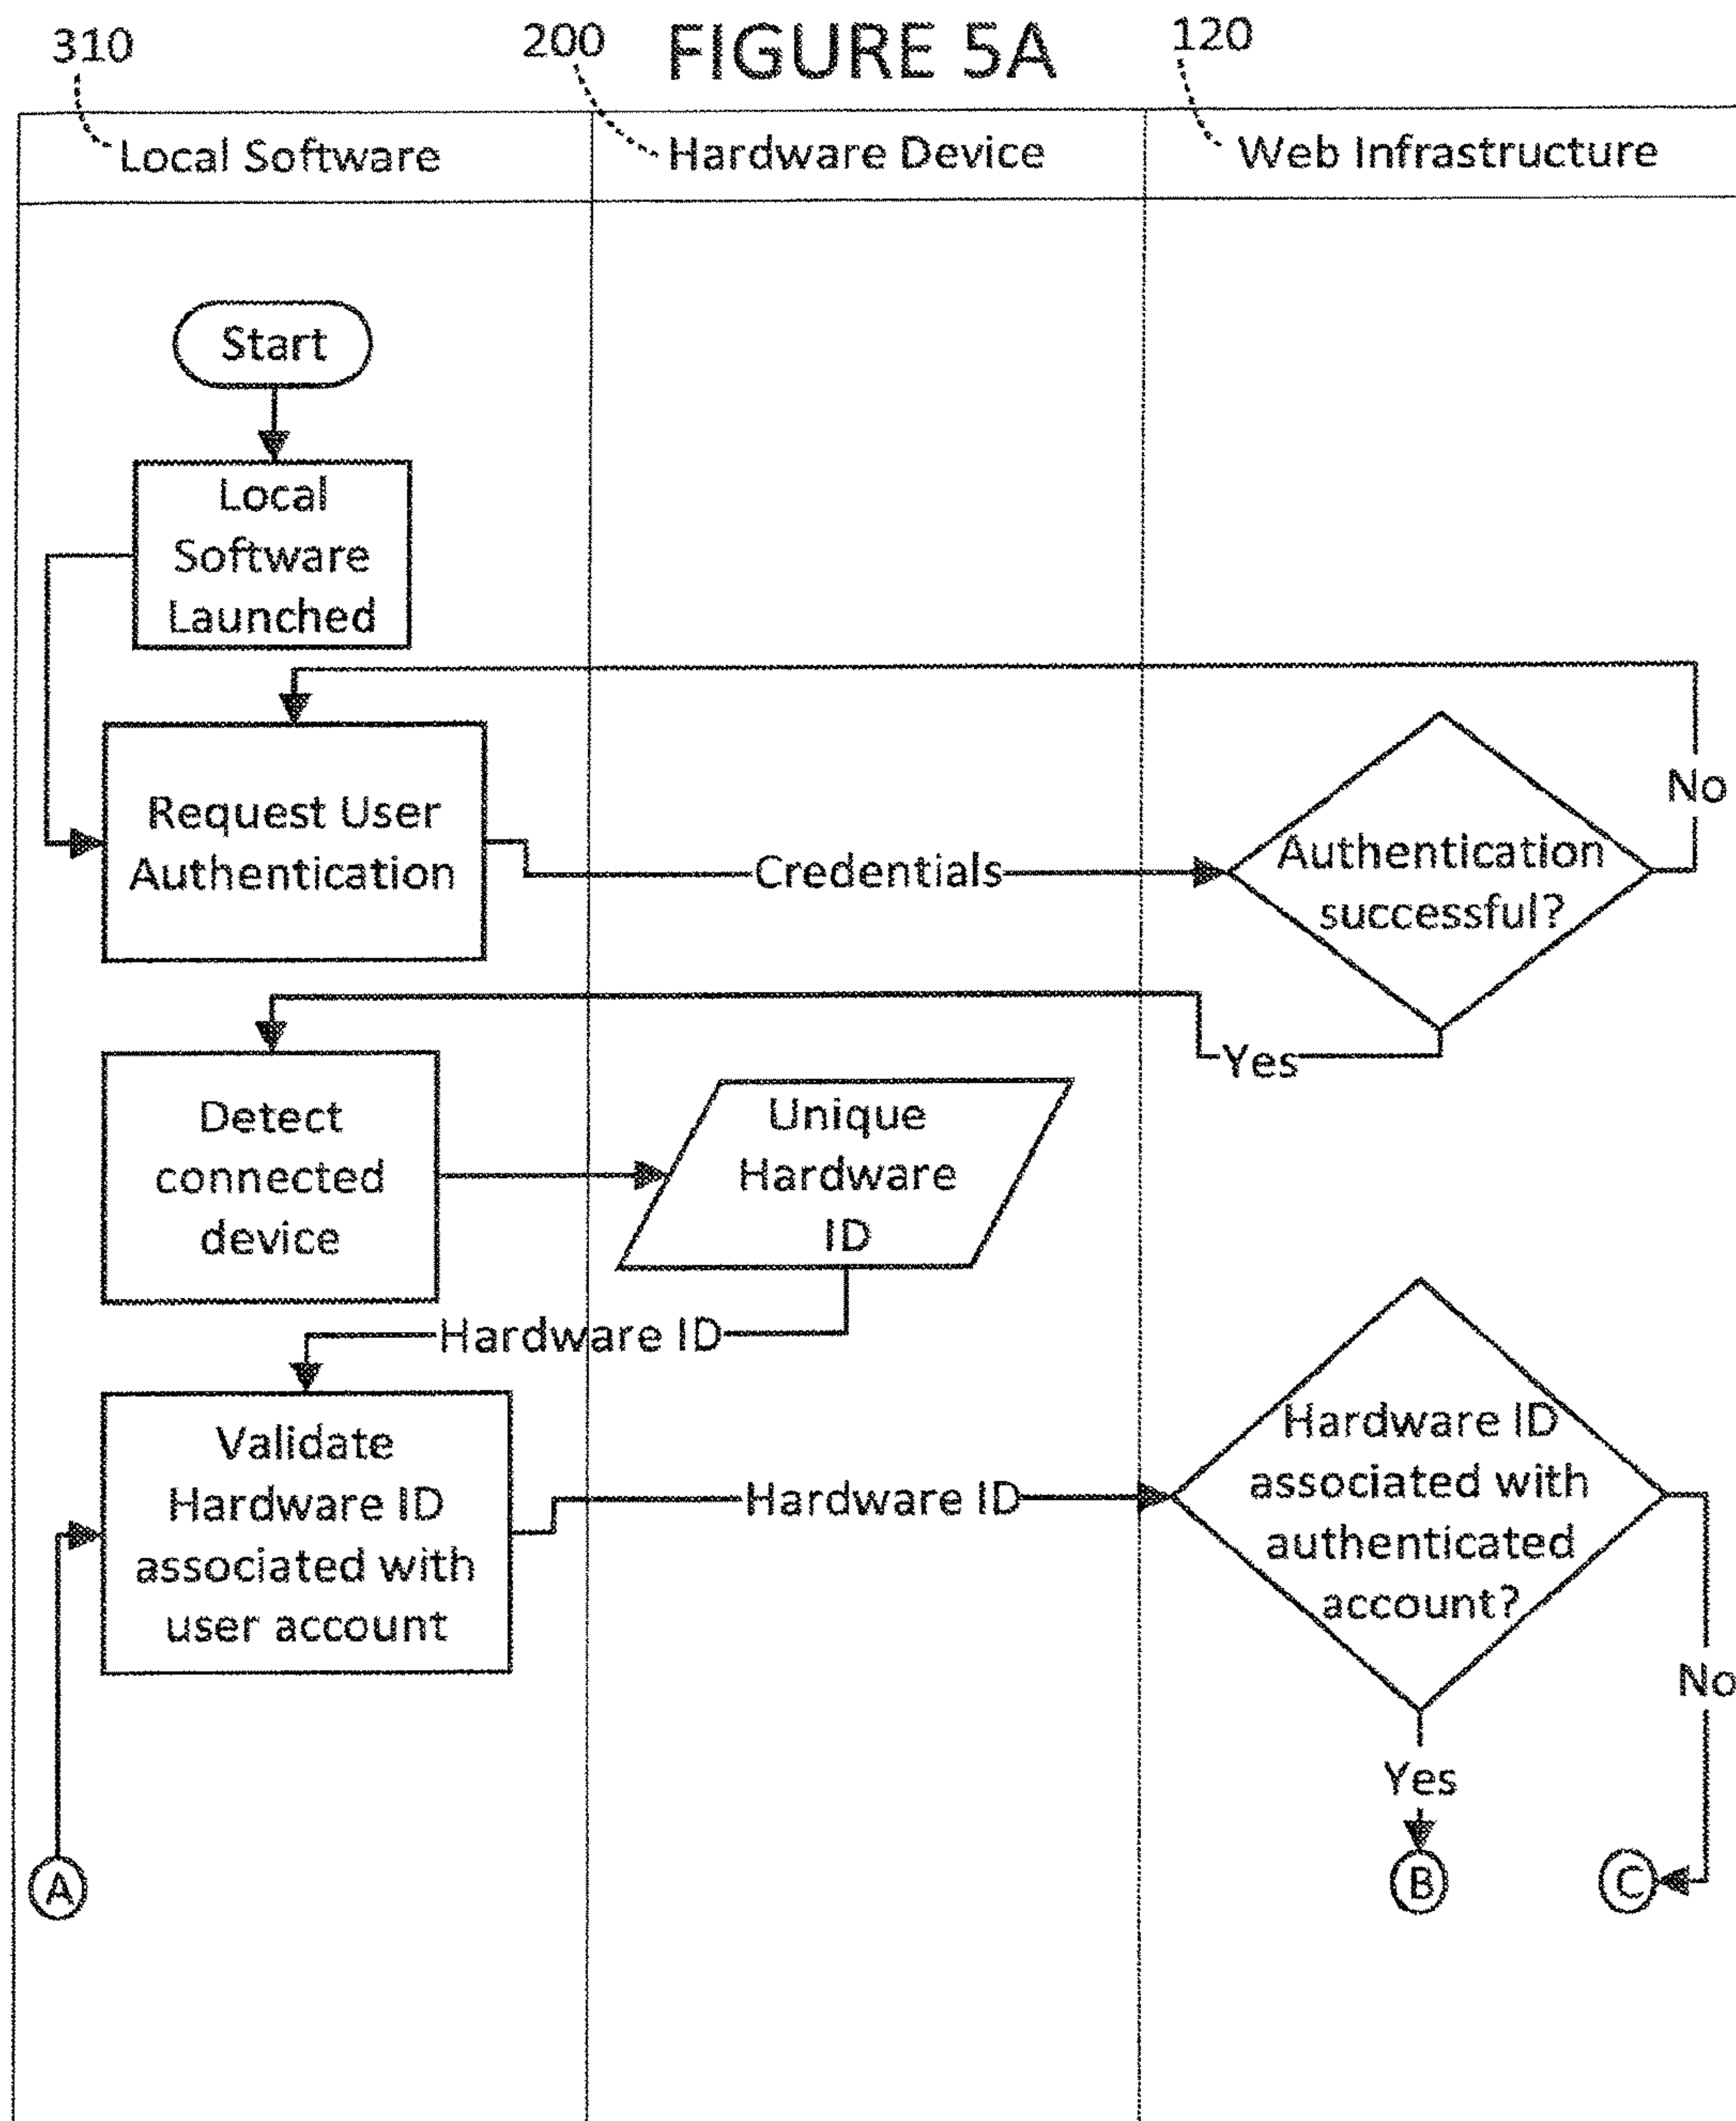 FIGURE 5A
310
200
120
Local Software
Hardware Device
Web Infrastructure
Start
Local
Software
Launched
Request User
Authentication
Credentials
Authentication
successful?
No
Yes
Detect
connected
device
Unique
Hardware
ID
Hardware ID
Validate
Hardware ID
associated with
user account
Hardware ID
Hardware ID
associated with
authenticated
account?
No
Yes
A
B
C